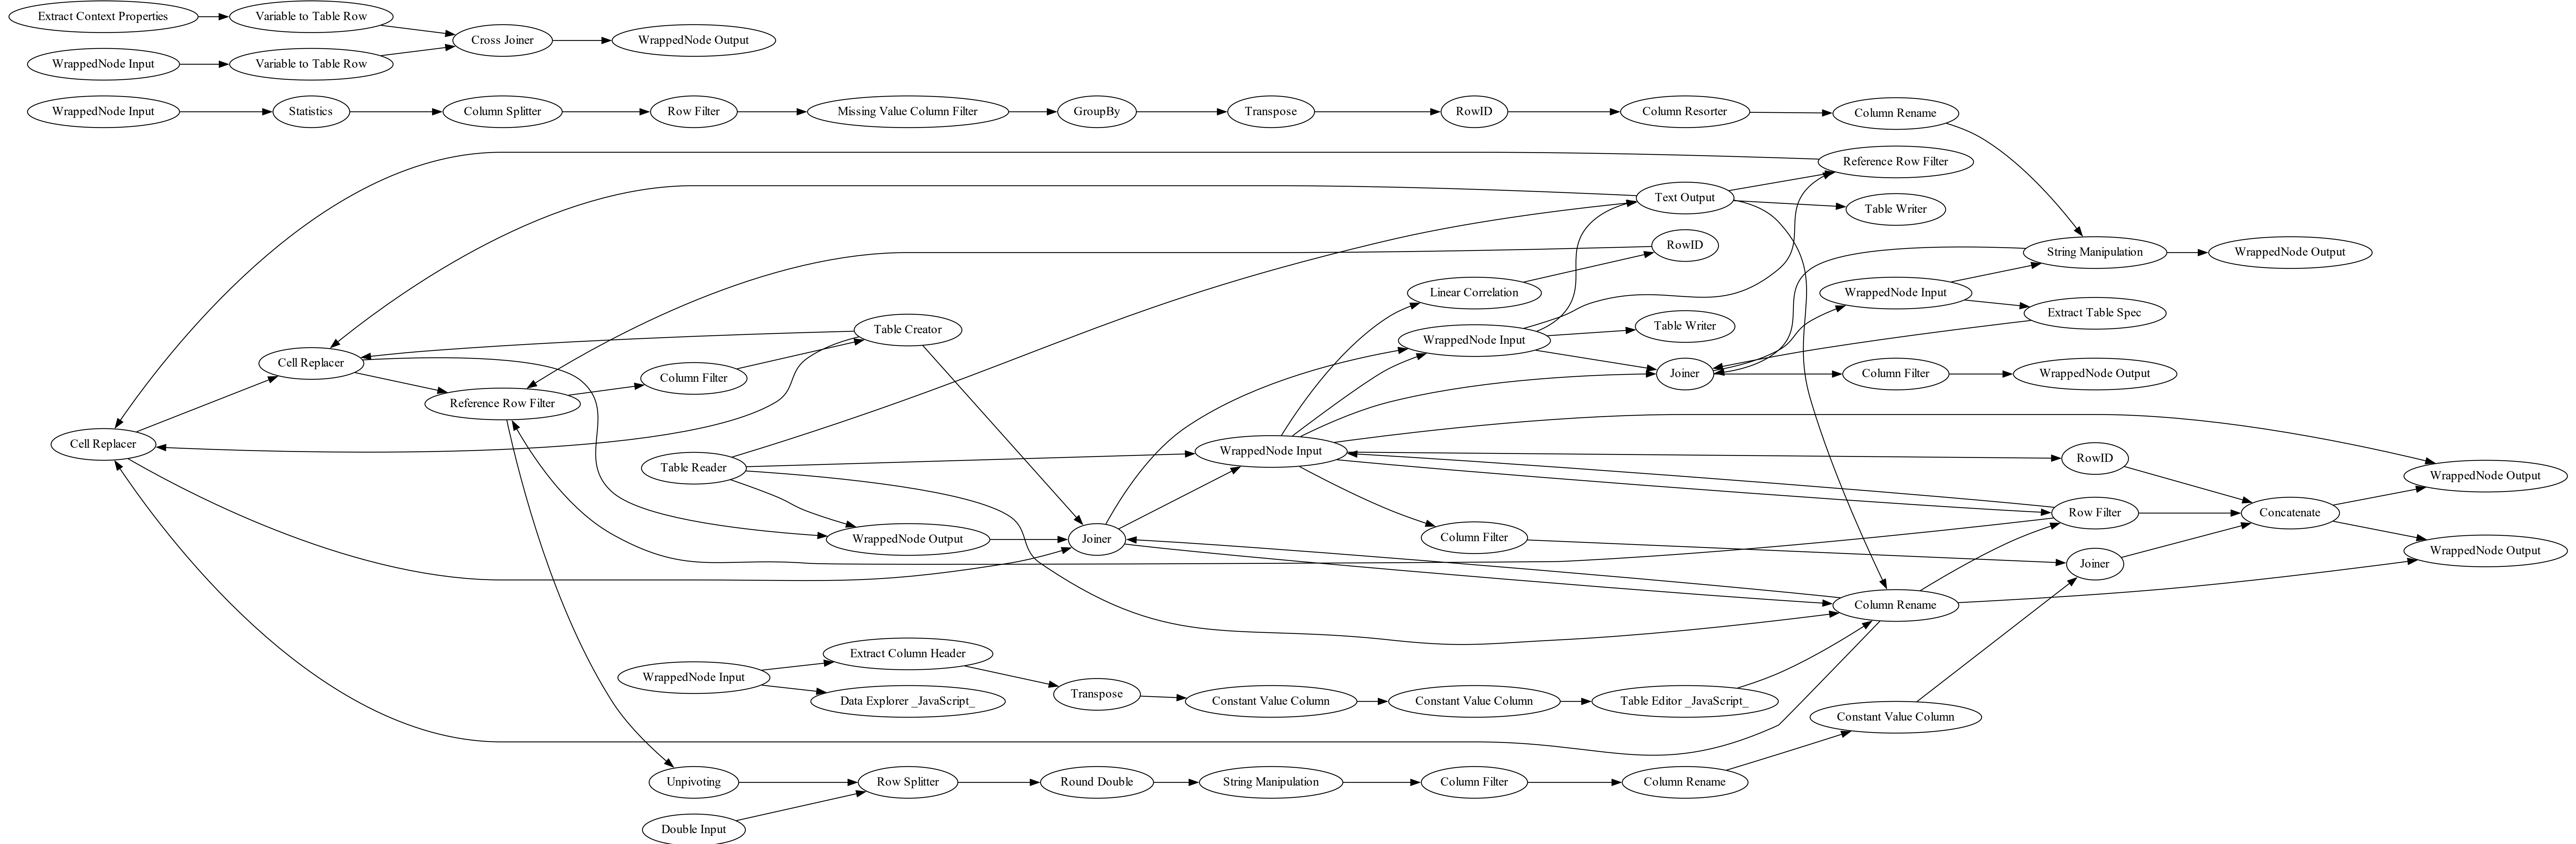 Extract Context Properties
Variable to Table Row
Cross Joiner
WrappedNode Output
WrappedNode Input
Variable to Table Row
WrappedNode Input
Statistics
Column Splitter
Row Filter
Missing Value Column Filter
GroupBy
Transpose
RowID
Column Resorter
Column Rename
Reference Row Filter
Text Output
Table Writer
RowID
String Manipulation
WrappedNode Output
Linear Correlation
WrappedNode Input
Extract Table Spec
Table Creator
Table Writer
WrappedNode Input
Cell Replacer
Column Filter
Joiner
Column Filter
WrappedNode Output
Reference Row Filter
Cell Replacer
Table Reader
WrappedNode Input
RowID
WrappedNode Output
Row Filter
Concatenate
WrappedNode Output
Joiner
Column Filter
WrappedNode Output
Joiner
Column Rename
Extract Column Header
WrappedNode Input
Data Explorer _JavaScript_
Transpose
Constant Value Column
Constant Value Column
Table Editor _JavaScript_
Constant Value Column
Unpivoting
Row Splitter
Round Double
String Manipulation
Column Filter
Column Rename
Double Input